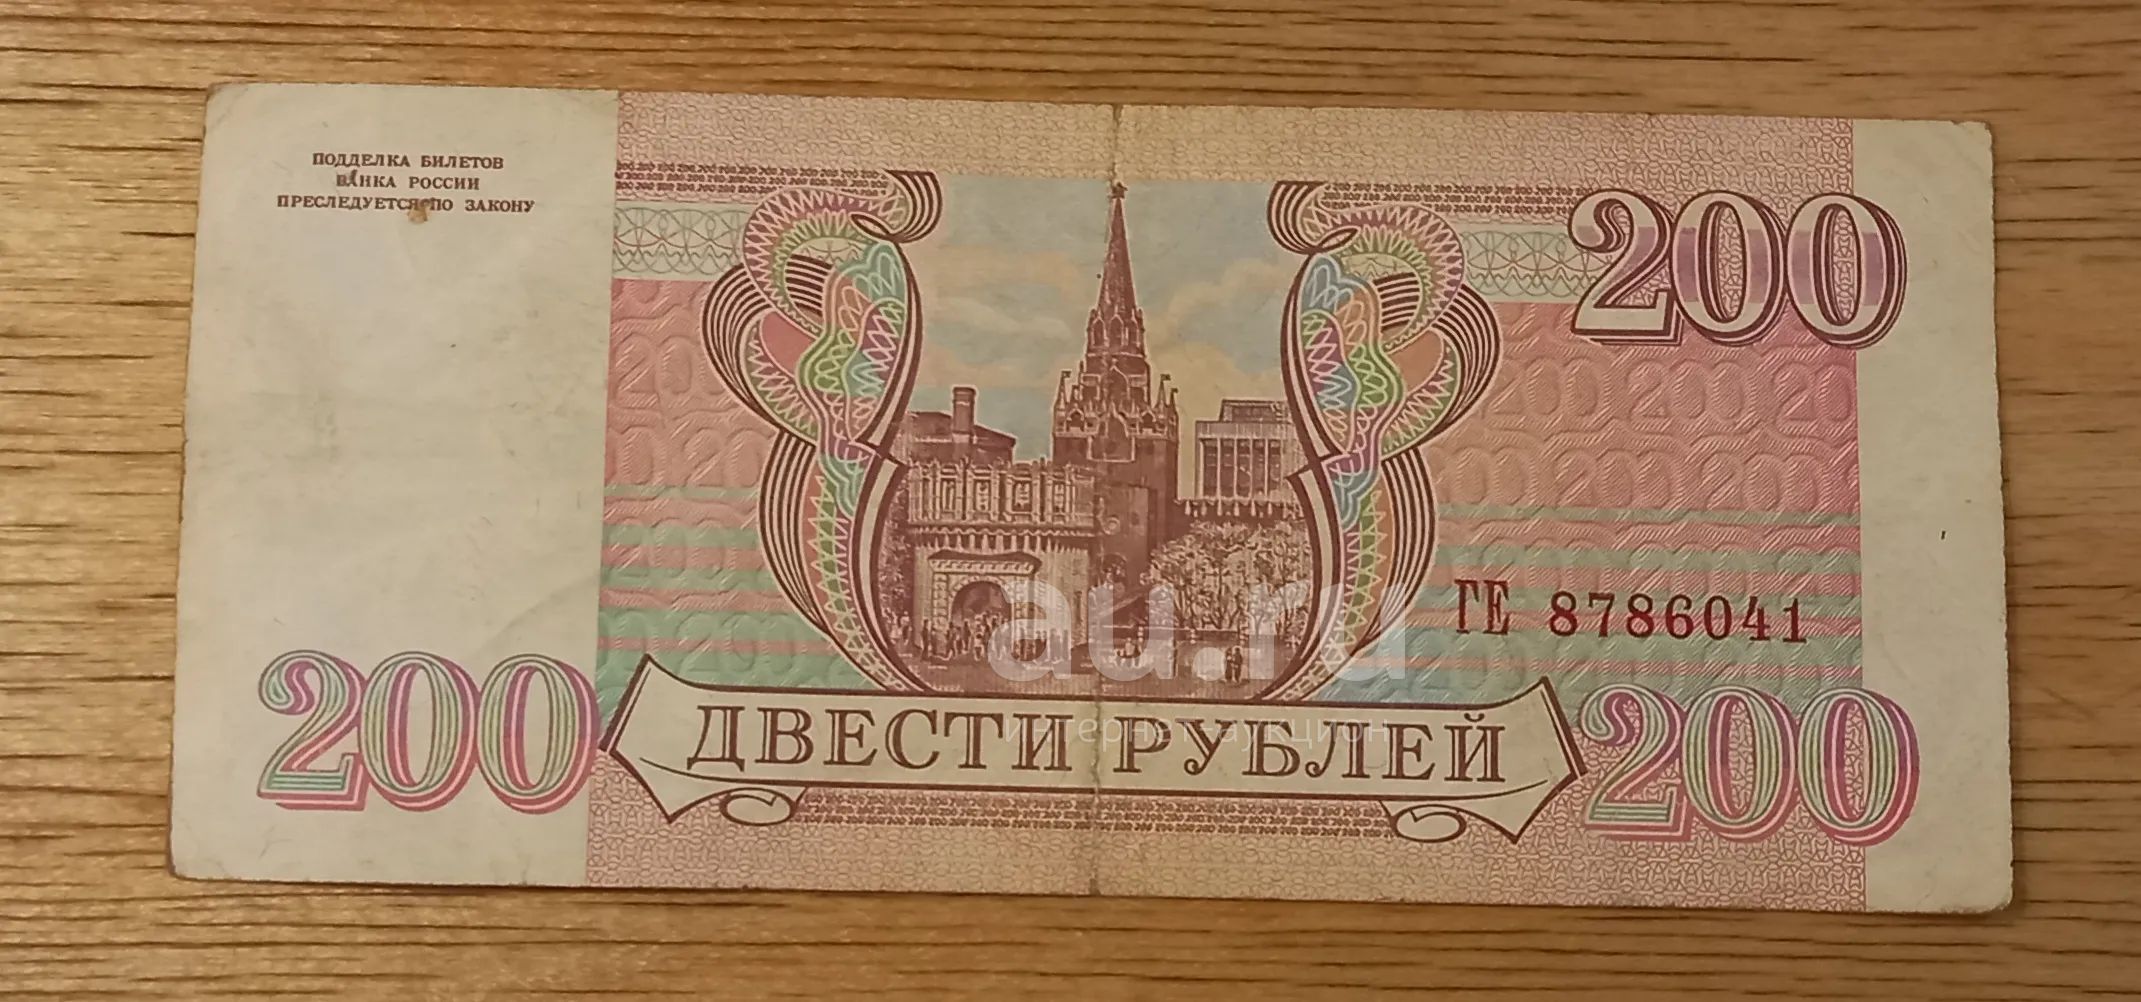 ПОДДЕЛКА БИЛЕТОВ
БАНКА РОССИИ
ПРЕСЛЕДУЕТСЯ ПО ЗАКОНУ
200
ГЕ 8786041
au.ru
интернет-аукцион
200
ДВЕСТИ РУБЛЕЙ
200